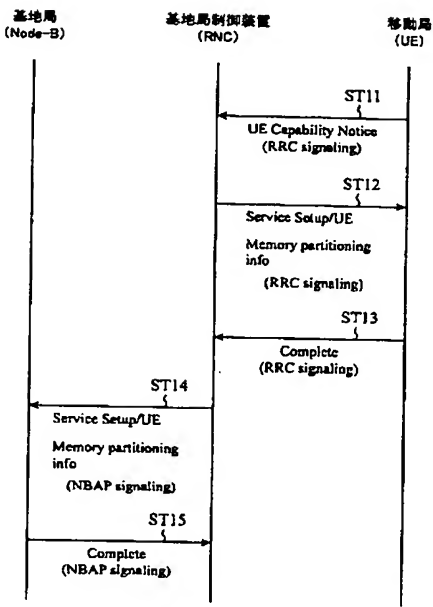 基地局
(Node-B)
基地局制御装置
(RNC)
移動局
(UE)
ST11
UE Capability Notice
(RRC signaling)
ST12
Service Setup/UE
Memory partitioning
info
(RRC signaling)
ST13
Complete
(RRC signaling)
ST14
Service Setup/UE
Memory partitioning
info
(NBAP signaling)
ST15
Complete
(NBAP signaling)